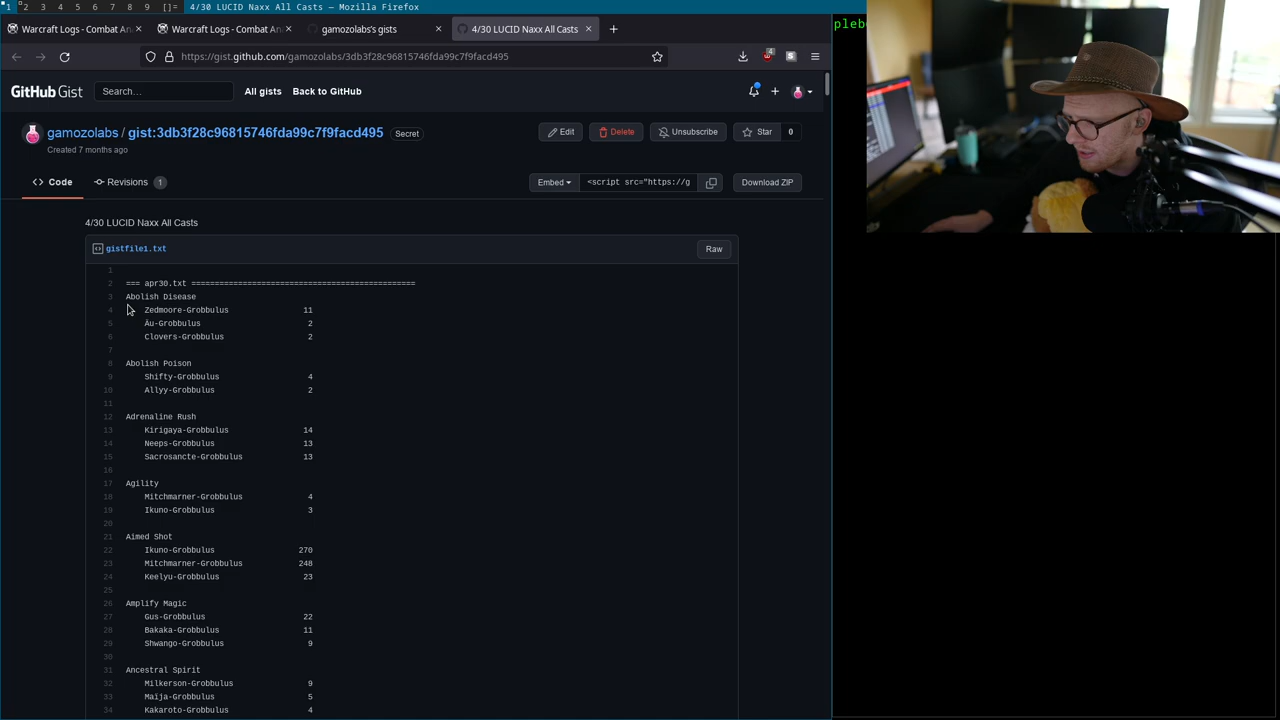 1 2 3 4 5 6 7 8 9 []= 4/30 LUCID Naxx All Casts — Mozilla Firefox
Warcraft Logs - Combat An
Warcraft Logs - Combat An
gamozolabs's gists
4/30 LUCID Naxx All Casts
https://gist.github.com/gamozolabs/3db3f28c96815746fda99c7f9facd495
4
S
GitHub Gist
Search…
All gists
Back to GitHub
gamozolabs / gist:3db3f28c96815746fda99c7f9facd495
Secret
Created 7 months ago
Edit
Delete
Unsubscribe
Star
0
Code
Revisions 1
Embed
<script src="https://g
Download ZIP
4/30 LUCID Naxx All Casts
gistfile1.txt
Raw
1
2 === apr30.txt ================================================
3 Abolish Disease
4 Zedmoore-Grobbulus 11
5 Äu-Grobbulus 2
6 Clovers-Grobbulus 2
7
8 Abolish Poison
9 Shifty-Grobbulus 4
10 Allyy-Grobbulus 2
11
12 Adrenaline Rush
13 Kirigaya-Grobbulus 14
14 Neeps-Grobbulus 13
15 Sacrosancte-Grobbulus 13
16
17 Agility
18 Mitchmarner-Grobbulus 4
19 Ikuno-Grobbulus 3
20
21 Aimed Shot
22 Ikuno-Grobbulus 270
23 Mitchmarner-Grobbulus 248
24 Keelyu-Grobbulus 23
25
26 Amplify Magic
27 Gus-Grobbulus 22
28 Bakaka-Grobbulus 11
29 Shwango-Grobbulus 9
30
31 Ancestral Spirit
32 Milkerson-Grobbulus 9
33 Maïja-Grobbulus 5
34 Kakaroto-Grobbulus 4